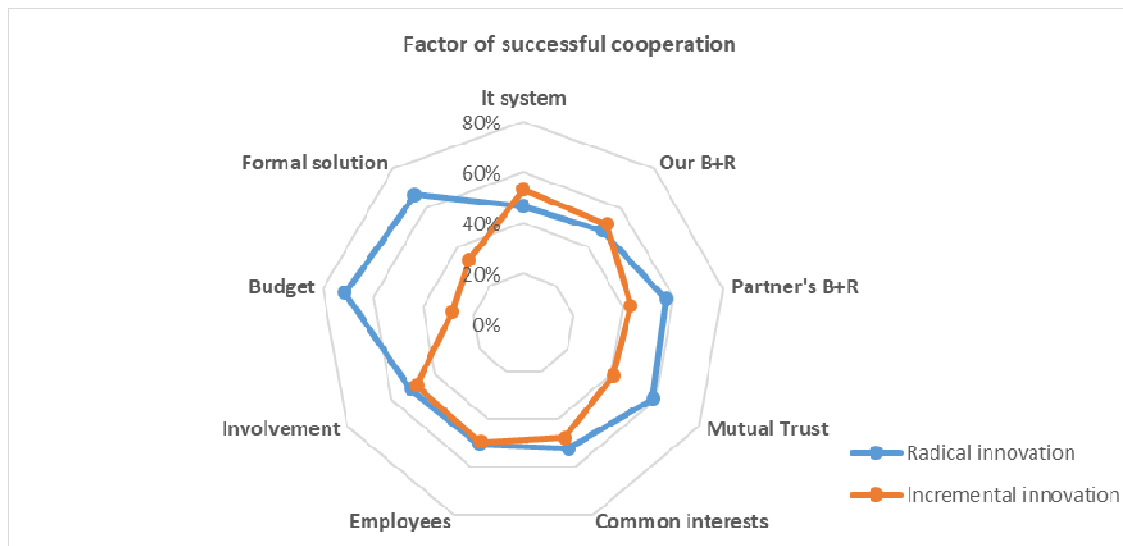 Factor of successful cooperation
It system
80%
Formal solution
Our B+R
60%
40%
Budget
Partner's B+R
20%
0%
Involvement
Mutual Trust
Radical innovation
Incremental innovation
Employees
Common interests